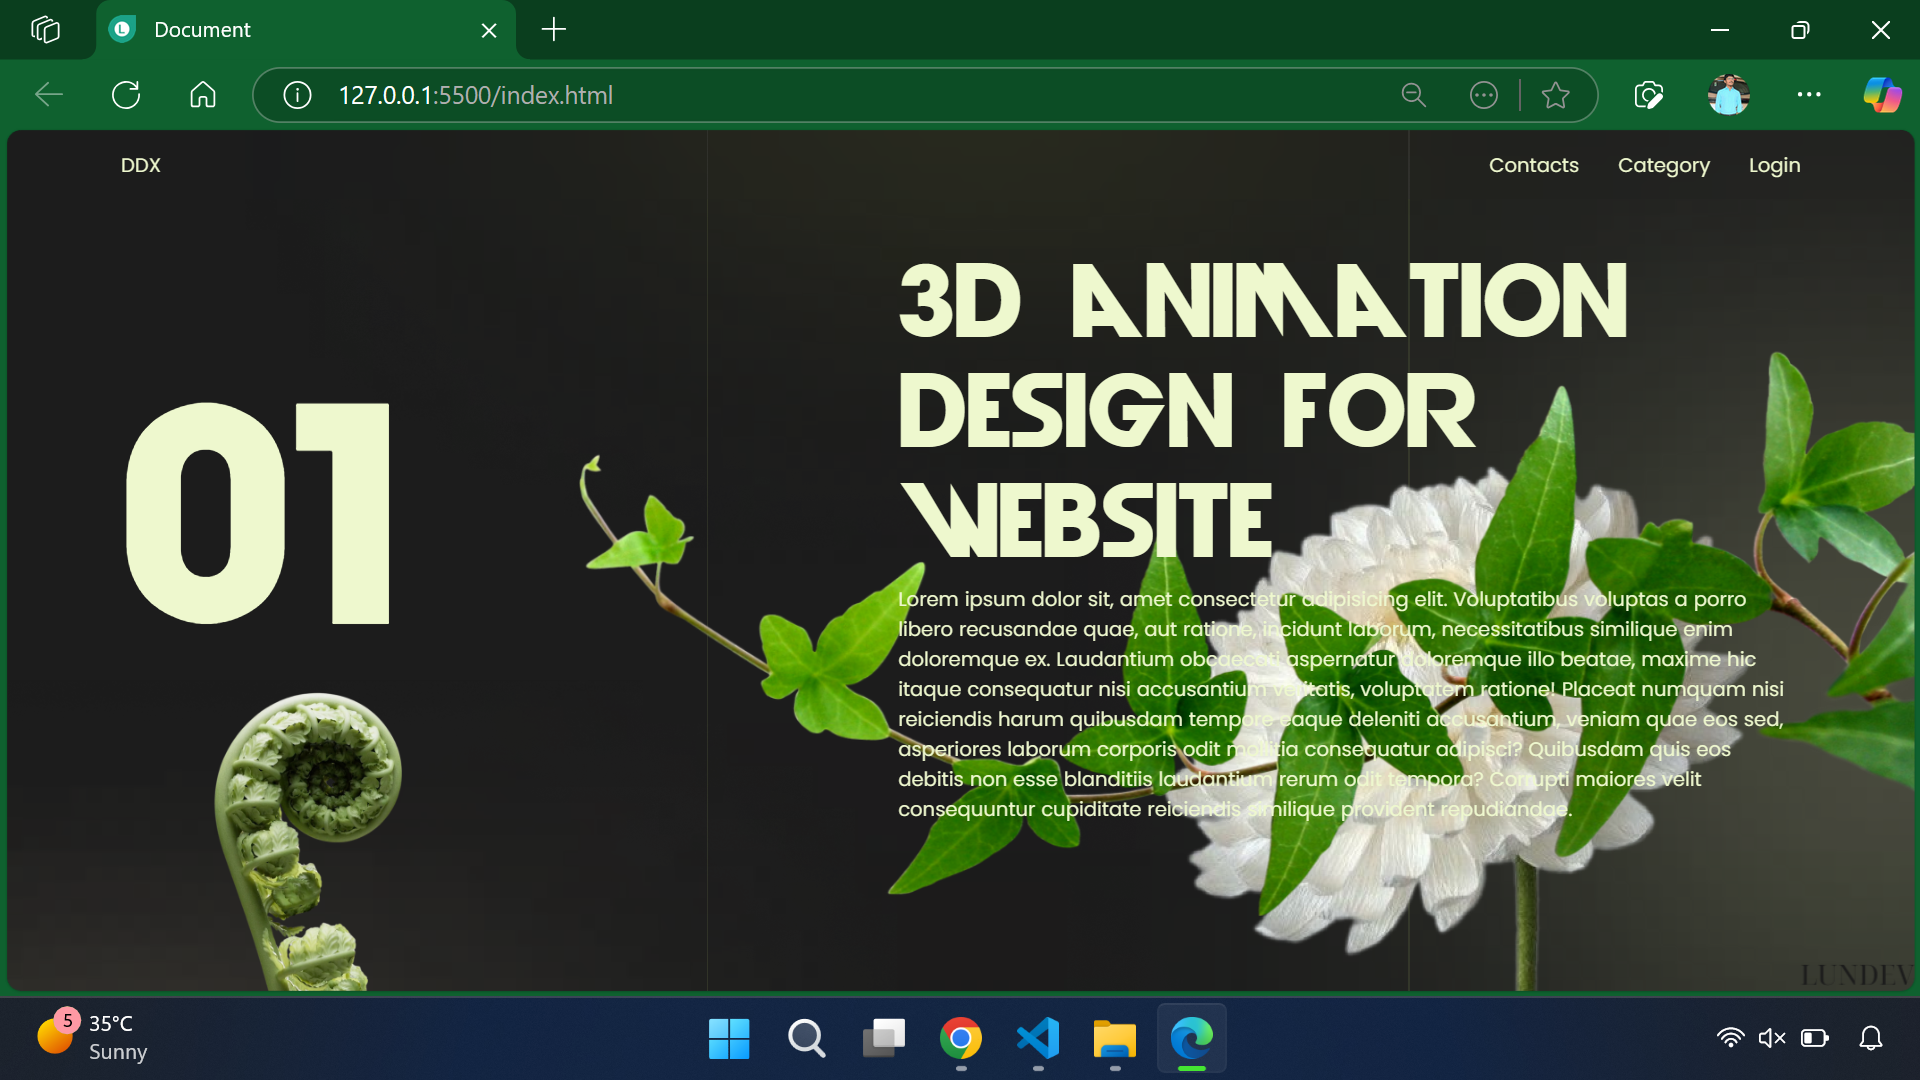 Document
127.0.0.1:5500/index.html
DDX
Contacts
Category
Login
3D ANIMATION
DESIGN FOR
WEBSITE
01
Lorem ipsum dolor sit, amet consectetur adipisicing elit. Voluptatibus voluptas a porro
libero recusandae quae, aut ratione, incidunt laborum, necessitatibus similique enim
doloremque ex. Laudantium obcaecati aspernatur doloremque illo beatae, maxime hic
itaque consequatur nisi accusantium veritatis, voluptatem ratione! Placeat numquam nisi
reiciendis harum quibusdam tempore eaque deleniti accusantium, veniam quae eos sed,
asperiores laborum corporis odit mollitia consequatur adipisci? Quibusdam quis eos
debitis non esse blanditiis laudantium rerum odit tempora? Corrupti maiores velit
consequuntur cupiditate reiciendis similique provident repudiandae.
LUNDEV
5
35°C
Sunny